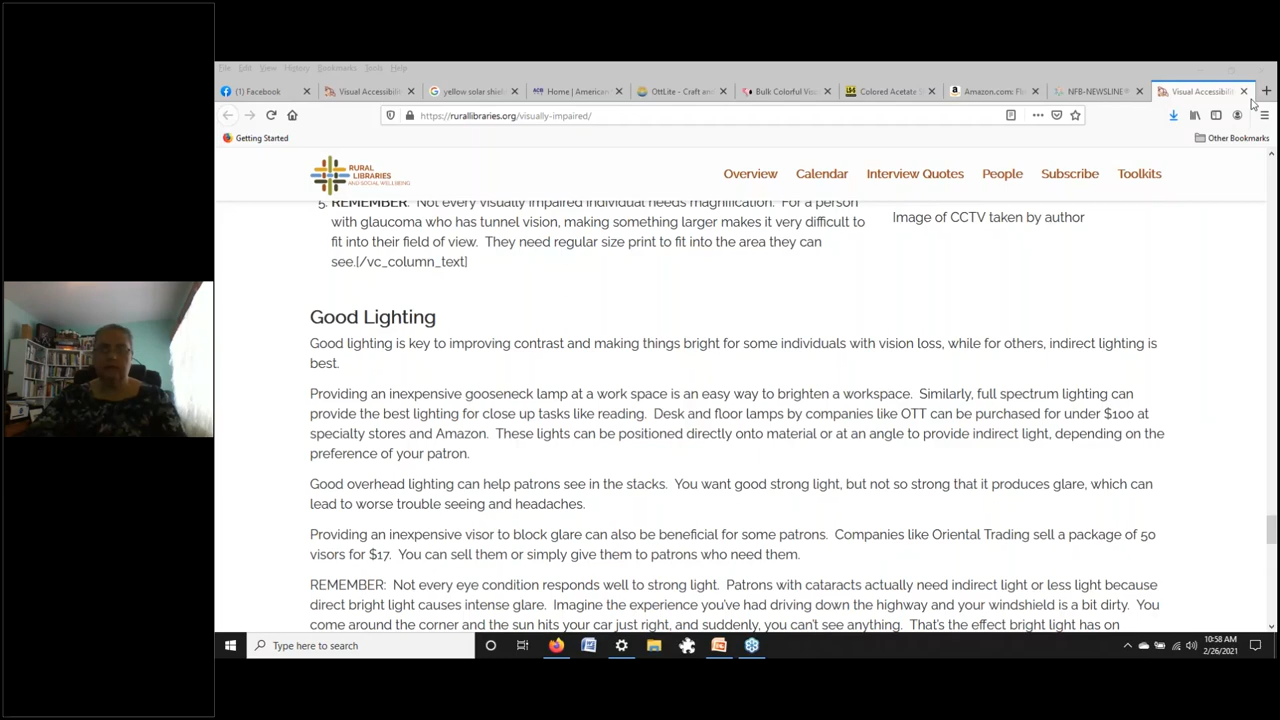 File Edit View History Bookmarks Tools Help
(1) Facebook
Visual Accessibili
yellow solar shiel
ACB Home | American
OttLite - Craft and
Bulk Colorful Vis
Colored Acetate S
Amazon.com: Fl
NFB-NEWSLINE®
Visual Accessibili
https://rurallibraries.org/visually-impaired/
Getting Started
Other Bookmarks
RURAL
LIBRARIES
AND SOCIAL WELLBEING
Overview Calendar Interview Quotes People Subscribe Toolkits
5. REMEMBER: Not every visually impaired individual needs magnification. For a person
with glaucoma who has tunnel vision, making something larger makes it very difficult to
fit into their field of view. They need regular size print to fit into the area they can
see.[/vc_column_text]
Image of CCTV taken by author
Good Lighting
Good lighting is key to improving contrast and making things bright for some individuals with vision loss, while for others, indirect lighting is
best.
Providing an inexpensive gooseneck lamp at a work space is an easy way to brighten a workspace. Similarly, full spectrum lighting can
provide the best lighting for close up tasks like reading. Desk and floor lamps by companies like OTT can be purchased for under $100 at
specialty stores and Amazon. These lights can be positioned directly onto material or at an angle to provide indirect light, depending on the
preference of your patron.
Good overhead lighting can help patrons see in the stacks. You want good strong light, but not so strong that it produces glare, which can
lead to worse trouble seeing and headaches.
Providing an inexpensive visor to block glare can also be beneficial for some patrons. Companies like Oriental Trading sell a package of 50
visors for $17. You can sell them or simply give them to patrons who need them.
REMEMBER: Not every eye condition responds well to strong light. Patrons with cataracts actually need indirect light or less light because
direct bright light causes intense glare. Imagine the experience you've had driving down the highway and your windshield is a bit dirty. You
come around the corner and the sun hits your car just right, and suddenly, you can't see anything. That's the effect bright light has on
Type here to search
10:58 AM
2/26/2021